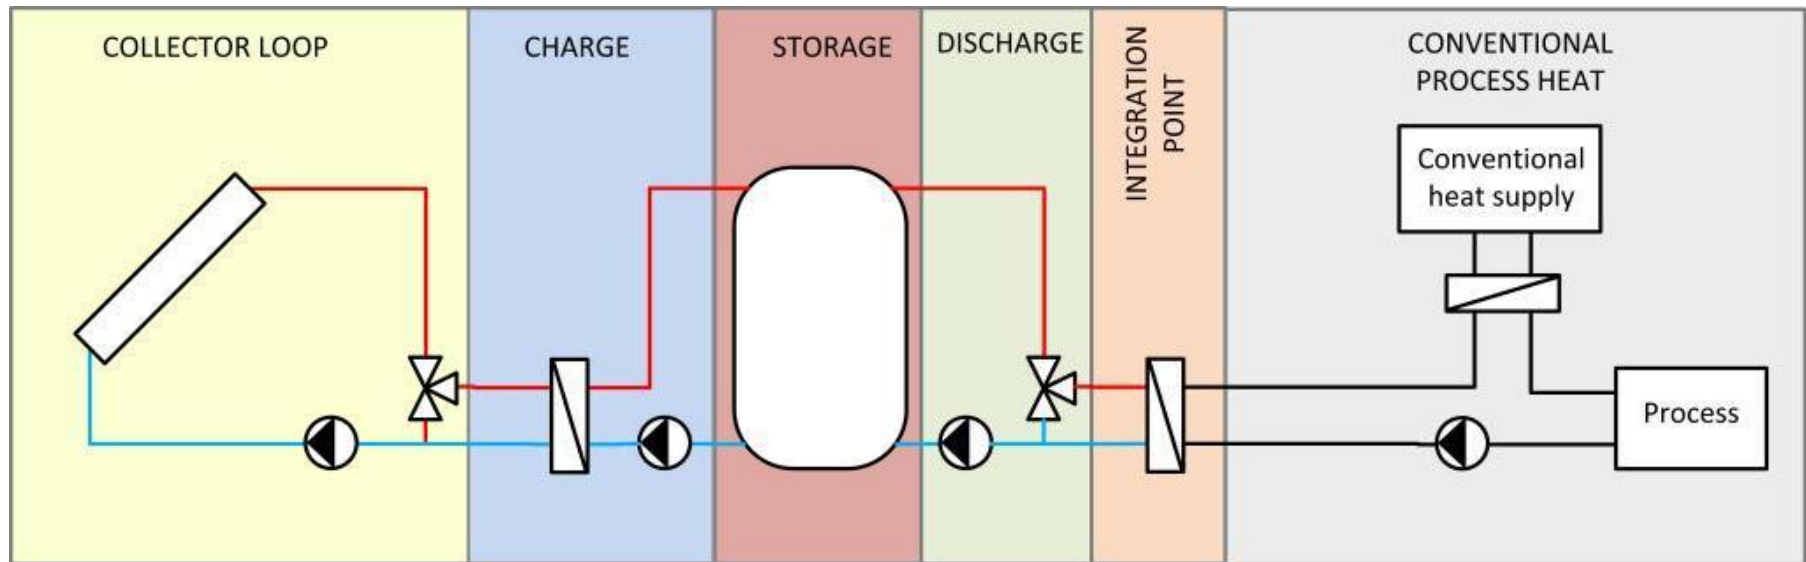 COLLECTOR LOOP
CHARGE
STORAGE
DISCHARGE
INTEGRATION
POINT
CONVENTIONAL
PROCESS HEAT
Conventional
heat supply
Process